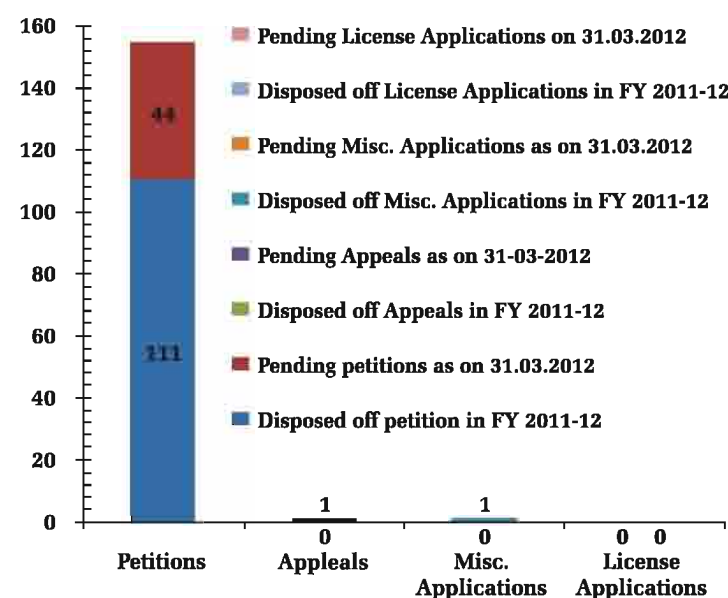 160
140
120
100
80
60
40
20
0
44
111
Pending License Applications on 31.03.2012
Disposed off License Applications in FY 2011-12
Pending Misc. Applications as on 31.03.2012
Disposed off Misc. Applications in FY 2011-12
Pending Appeals as on 31-03-2012
Disposed off Appeals in FY 2011-12
Pending petitions as on 31.03.2012
Disposed off petition in FY 2011-12
1 1
0 0 0 0
Petitions Appleals Misc. License
Applications Applications